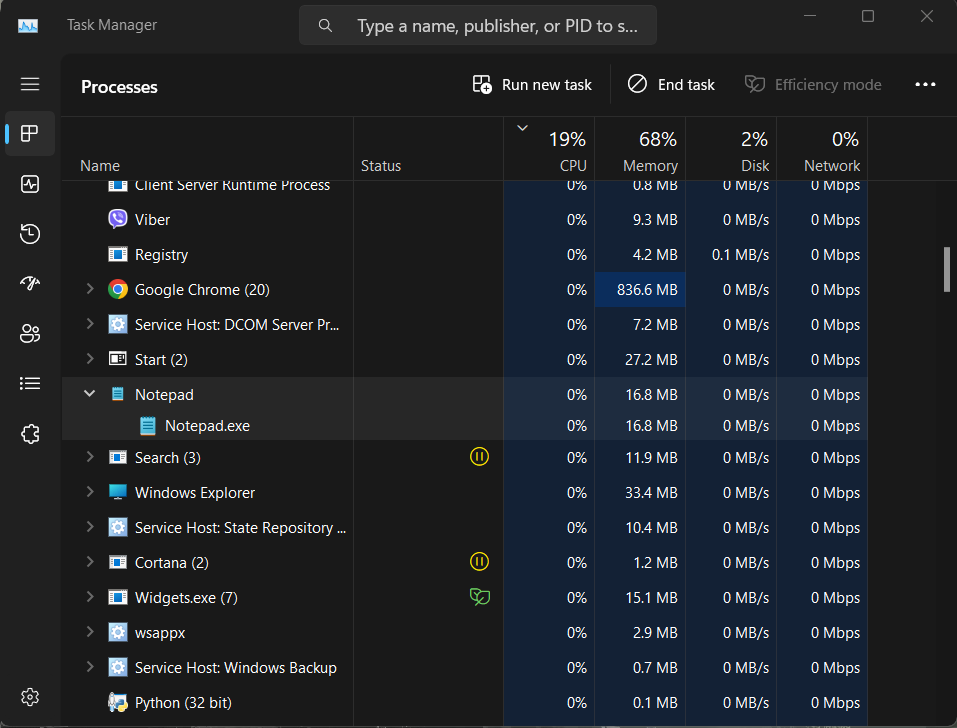 Task Manager
Type a name, publisher, or PID to s...
Processes
Run new task
End task
Efficiency mode
19% 68% 2% 0%
Name Status CPU Memory Disk Network
Client Server Runtime Process 0% 0.8 MB 0 MB/s 0 Mbps
Viber 0% 9.3 MB 0 MB/s 0 Mbps
Registry 0% 4.2 MB 0.1 MB/s 0 Mbps
Google Chrome (20) 0% 836.6 MB 0 MB/s 0 Mbps
Service Host: DCOM Server Pr... 0% 7.2 MB 0 MB/s 0 Mbps
Start (2) 0% 27.2 MB 0 MB/s 0 Mbps
Notepad 0% 16.8 MB 0 MB/s 0 Mbps
Notepad.exe 0% 16.8 MB 0 MB/s 0 Mbps
Search (3) 0% 11.9 MB 0 MB/s 0 Mbps
Windows Explorer 0% 33.4 MB 0 MB/s 0 Mbps
Service Host: State Repository ... 0% 10.4 MB 0 MB/s 0 Mbps
Cortana (2) 0% 1.2 MB 0 MB/s 0 Mbps
Widgets.exe (7) 0% 15.1 MB 0 MB/s 0 Mbps
wsappx 0% 2.9 MB 0 MB/s 0 Mbps
Service Host: Windows Backup 0% 0.7 MB 0 MB/s 0 Mbps
Python (32 bit) 0% 0.1 MB 0 MB/s 0 Mbps